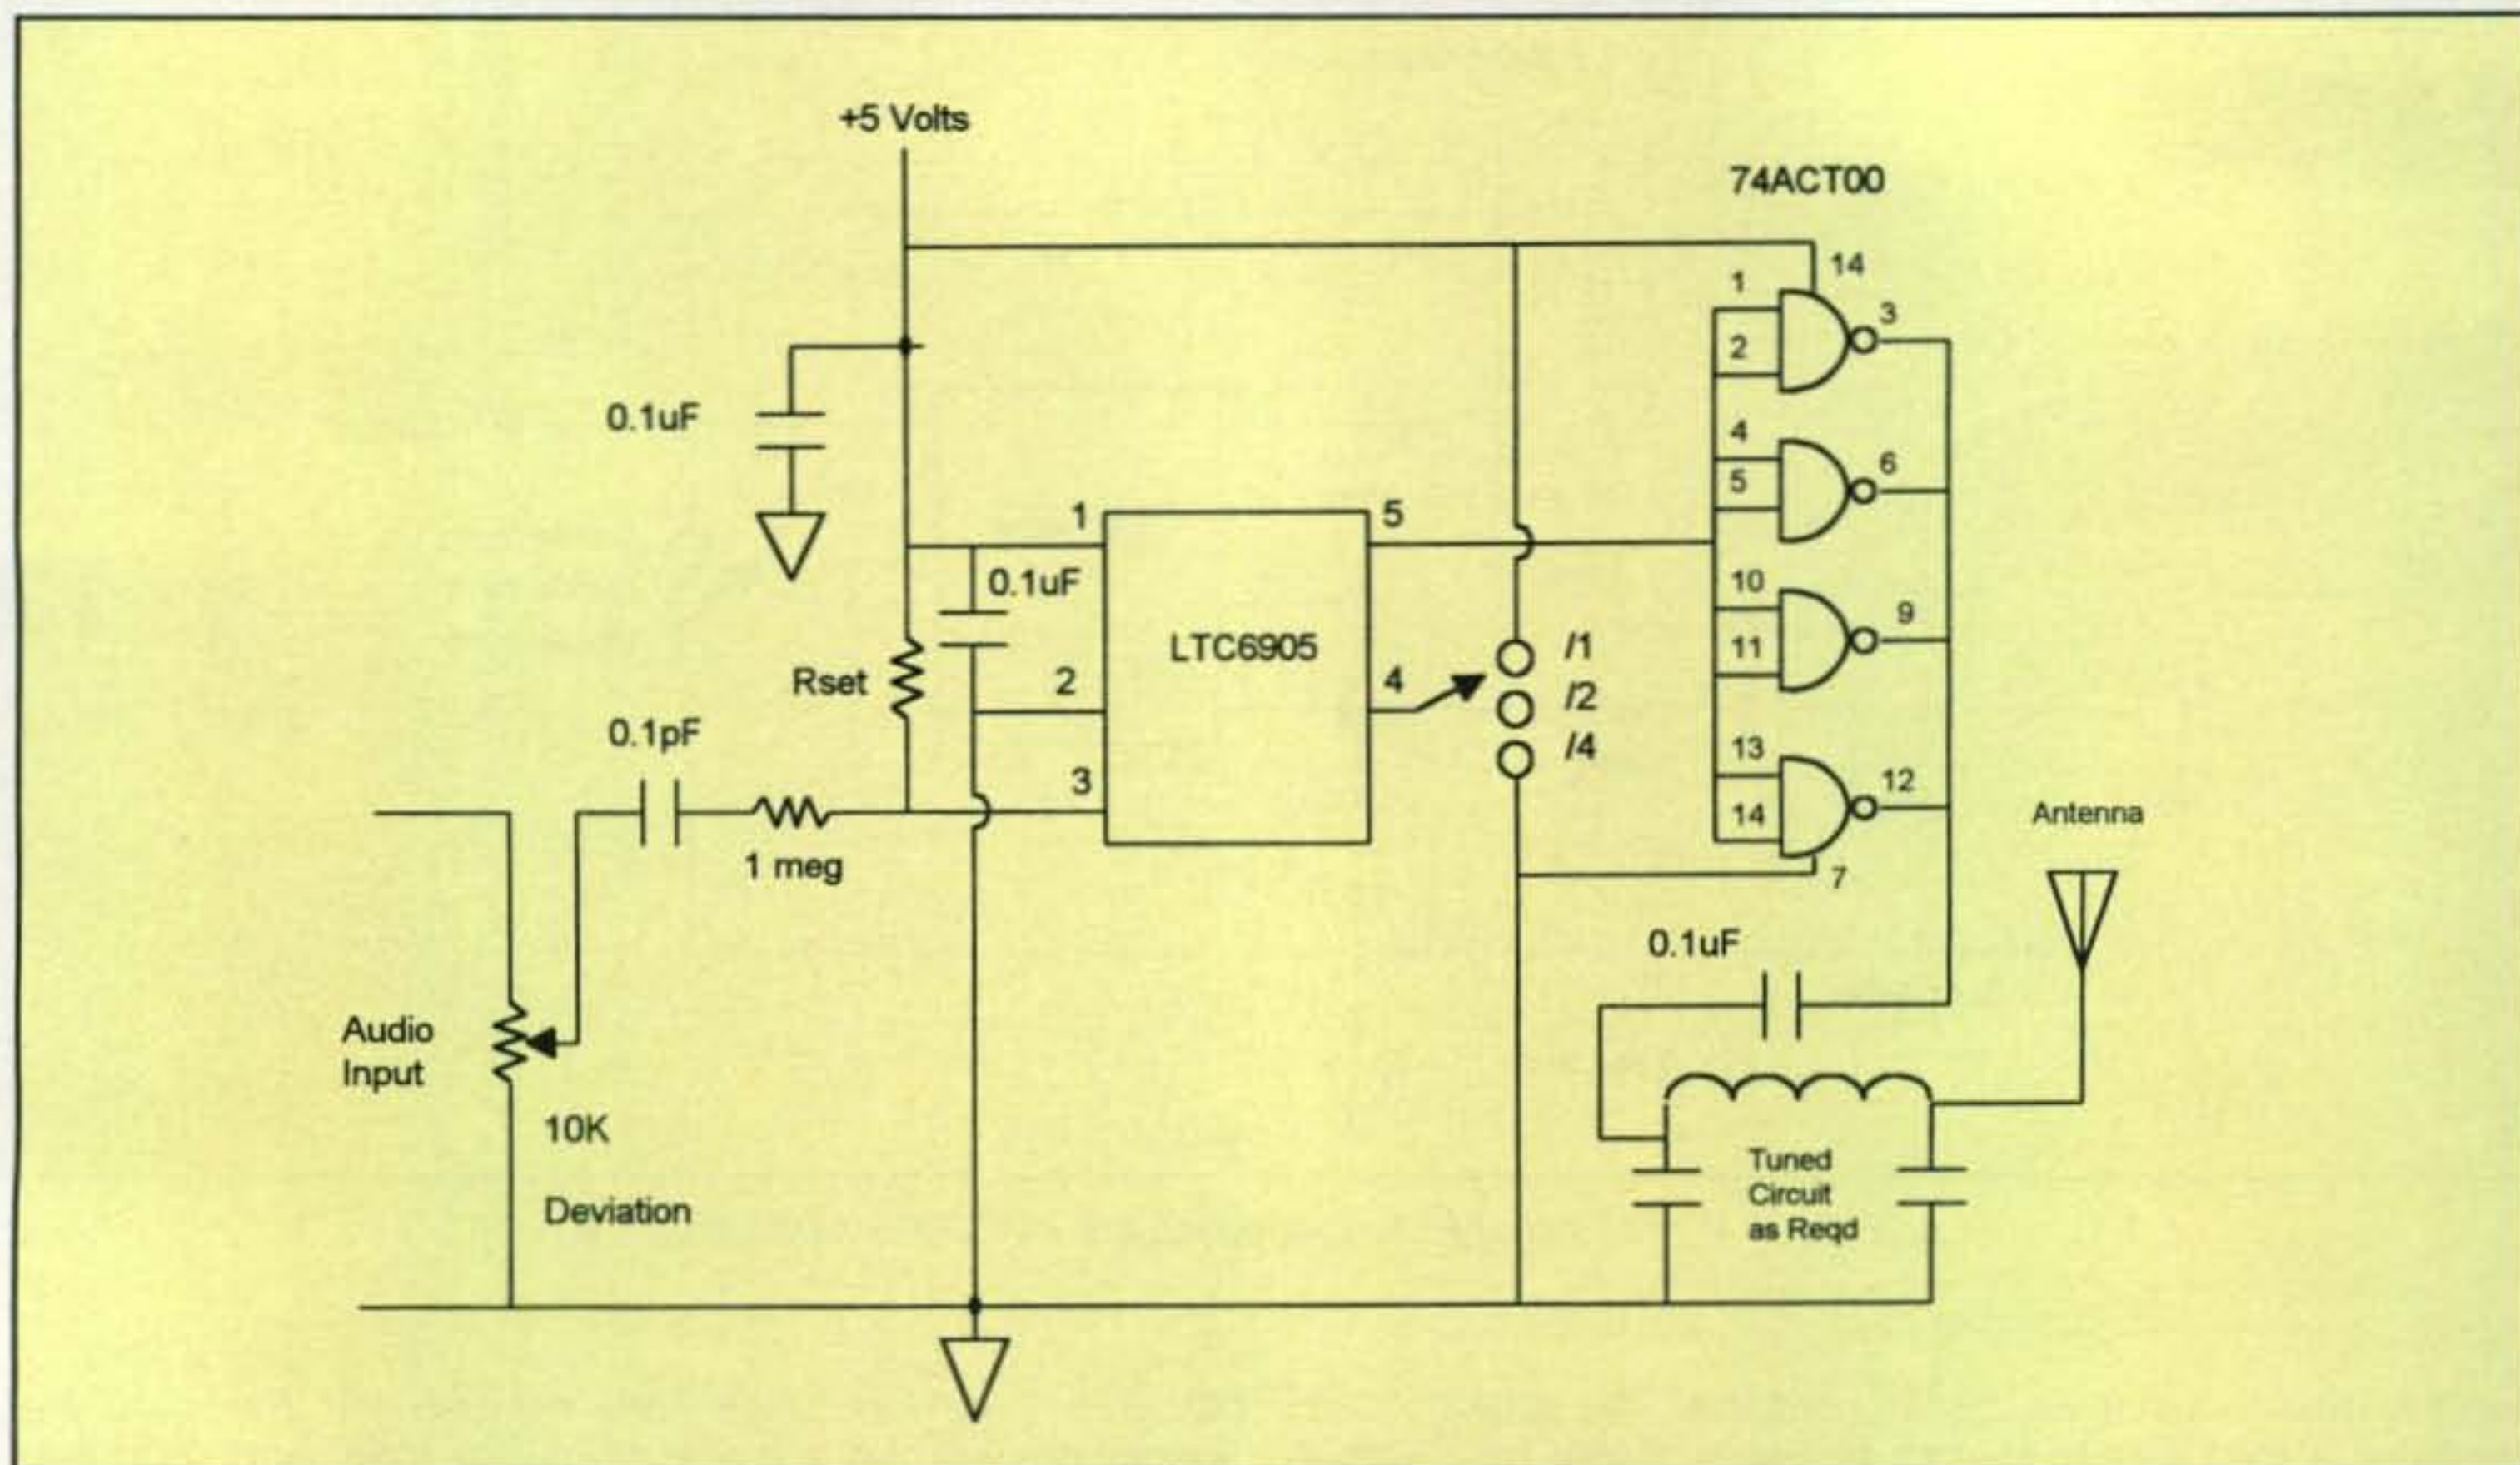 +5 Volts
74ACT00
14
1
3
2
0.1uF
4
6
5
1
5
0.1uF
10
9
11
LTC6905
/1
Rset
2
4
/2
0.1pF
/4
13
12
3
14
Antenna
1 meg
7
0.1uF
Audio
Input
10K
Tuned
Circuit
as Reqd
Deviation